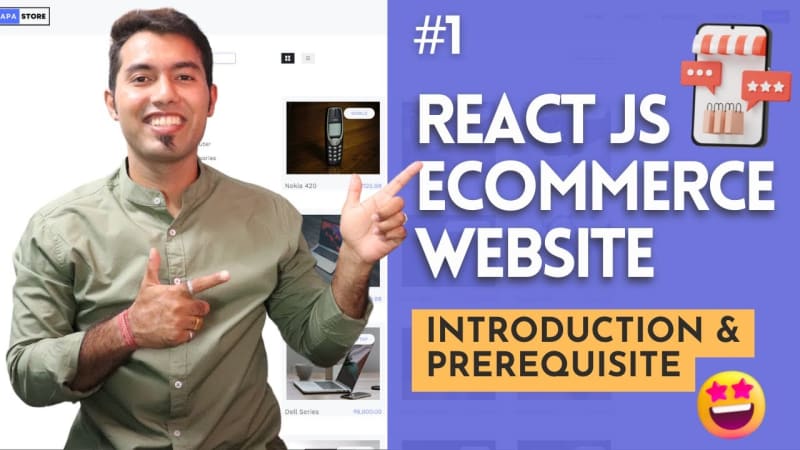 APA STORE
#1
REACT JS
ECOMMERCE
WEBSITE
INTRODUCTION &
PREREQUISITE
Nokia 420
Dell Series